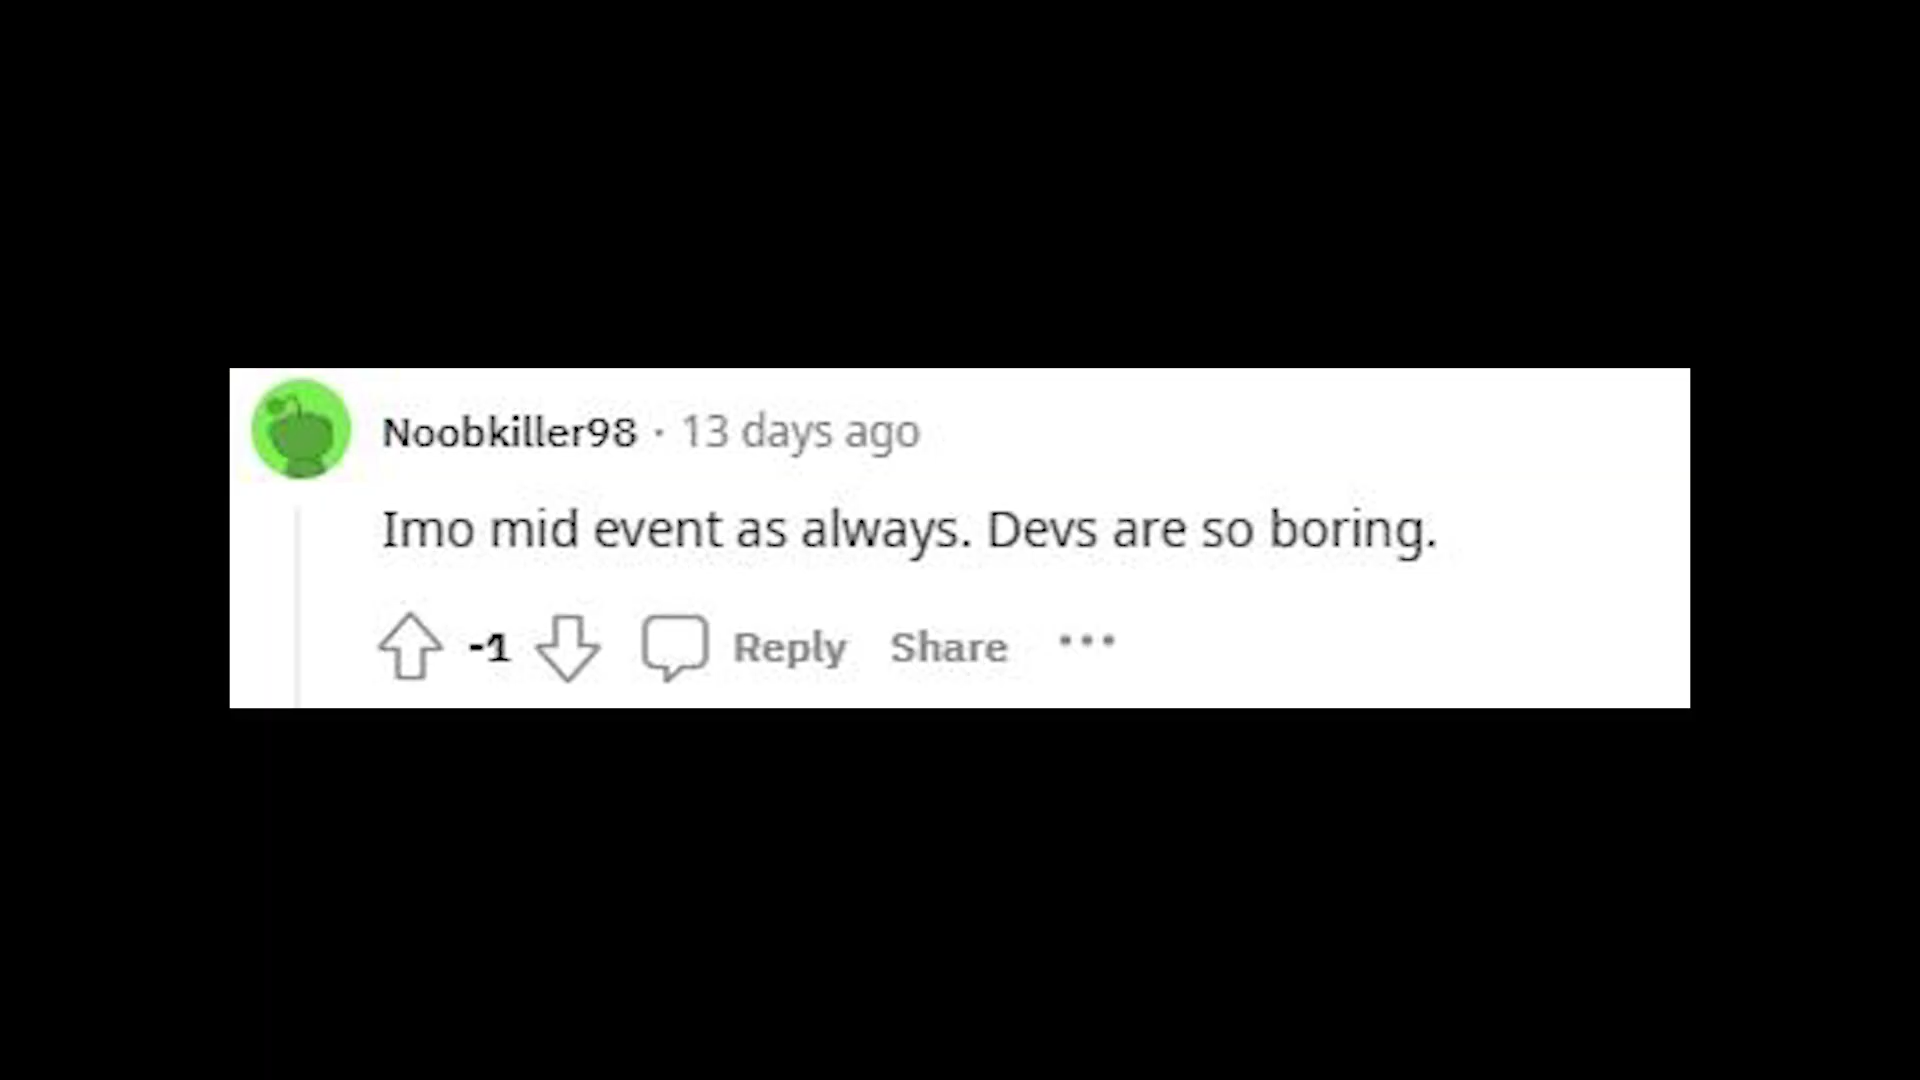 Noobkiller98 · 13 days ago
Imo mid event as always. Devs are so boring.
-1 Reply Share ···